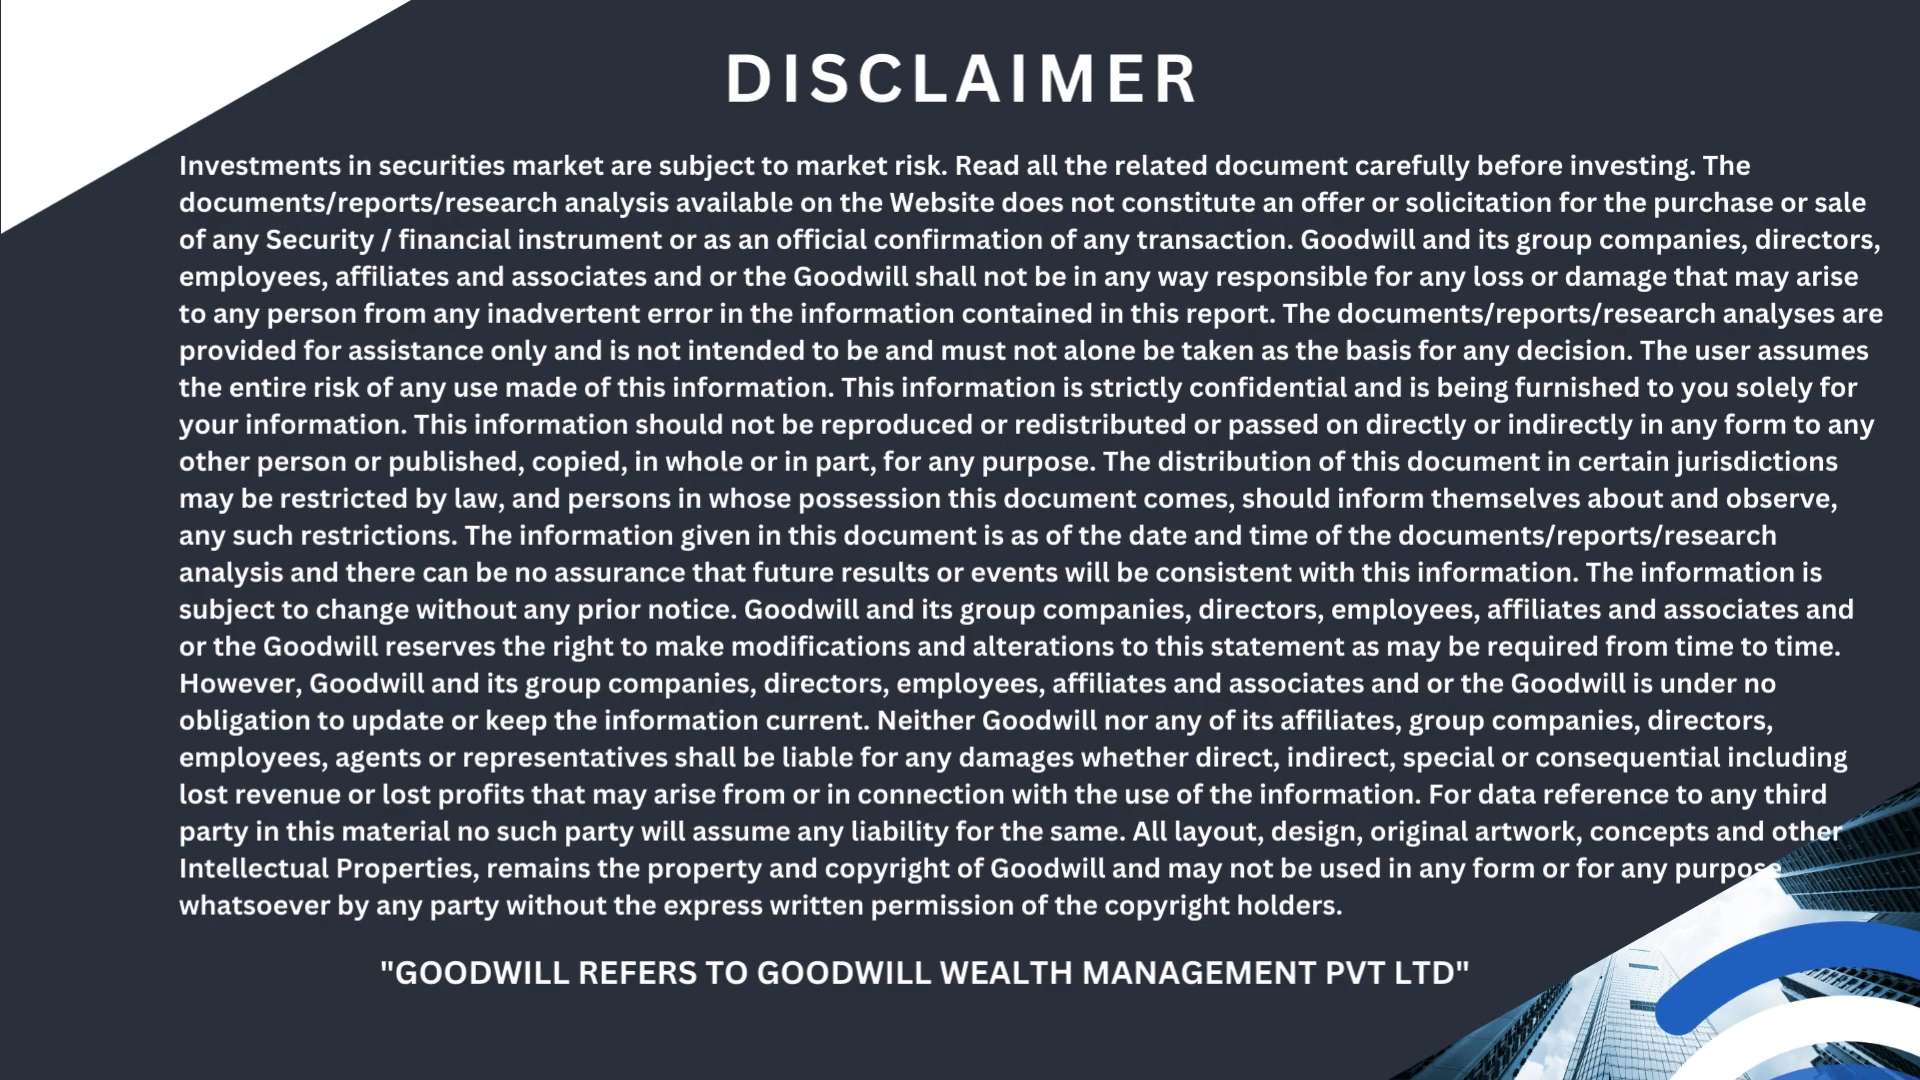 DISCLAIMER
Investments in securities market are subject to market risk. Read all the related document carefully before investing. The
documents/reports/research analysis available on the Website does not constitute an offer or solicitation for the purchase or sale
of any Security / financial instrument or as an official confirmation of any transaction. Goodwill and its group companies, directors,
employees, affiliates and associates and or the Goodwill shall not be in any way responsible for any loss or damage that may arise
to any person from any inadvertent error in the information contained in this report. The documents/reports/research analyses are
provided for assistance only and is not intended to be and must not alone be taken as the basis for any decision. The user assumes
the entire risk of any use made of this information. This information is strictly confidential and is being furnished to you solely for
your information. This information should not be reproduced or redistributed or passed on directly or indirectly in any form to any
other person or published, copied, in whole or in part, for any purpose. The distribution of this document in certain jurisdictions
may be restricted by law, and persons in whose possession this document comes, should inform themselves about and observe,
any such restrictions. The information given in this document is as of the date and time of the documents/reports/research
analysis and there can be no assurance that future results or events will be consistent with this information. The information is
subject to change without any prior notice. Goodwill and its group companies, directors, employees, affiliates and associates and
or the Goodwill reserves the right to make modifications and alterations to this statement as may be required from time to time.
However, Goodwill and its group companies, directors, employees, affiliates and associates and or the Goodwill is under no
obligation to update or keep the information current. Neither Goodwill nor any of its affiliates, group companies, directors,
employees, agents or representatives shall be liable for any damages whether direct, indirect, special or consequential including
lost revenue or lost profits that may arise from or in connection with the use of the information. For data reference to any third
party in this material no such party will assume any liability for the same. All layout, design, original artwork, concepts and other
Intellectual Properties, remains the property and copyright of Goodwill and may not be used in any form or for any purpose
whatsoever by any party without the express written permission of the copyright holders.
"GOODWILL REFERS TO GOODWILL WEALTH MANAGEMENT PVT LTD"